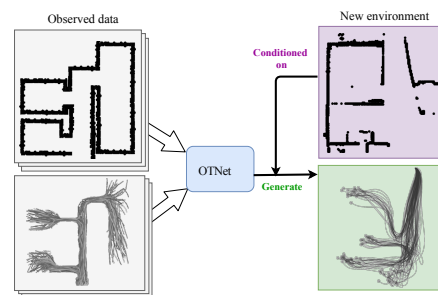 Observed data
New environment
Conditioned
on
OTNet
Generate